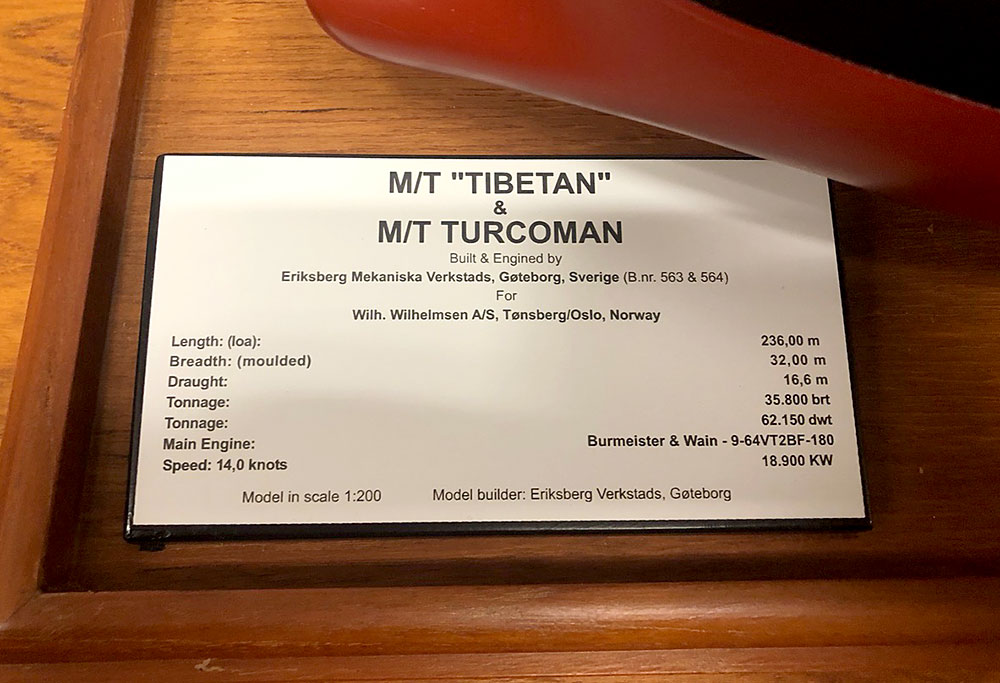 M/T "TIBETAN"
&
M/T TURCOMAN
Built & Engined by
Eriksberg Mekaniska Verkstads, Gøteborg, Sverige (B.nr. 563 & 564)
For
Wilh. Wilhelmsen A/S, Tønsberg/Oslo, Norway
Length: (loa): 236,00 m
Breadth: (moulded) 32,00 m
Draught: 16,6 m
Tonnage: 35.800 brt
Tonnage: 62.150 dwt
Main Engine: Burmeister & Wain - 9-64VT2BF-180
Speed: 14,0 knots 18.900 KW
Model in scale 1:200 Model builder: Eriksberg Verkstads, Gøteborg